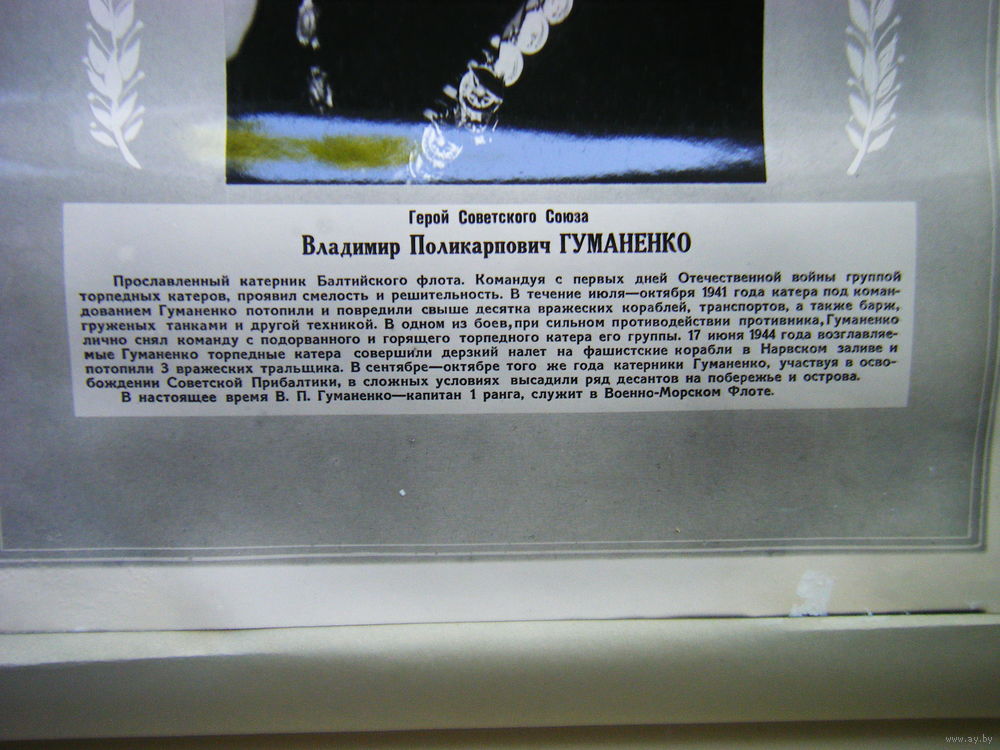 Герой Советского Союза
Владимир Поликарпович ГУМАНЕНКО
Прославленный катерник Балтийского флота. Командуя с первых дней Отечественной войны группой
торпедных катеров, проявил смелость и решительность. В течение июля—октября 1941 года катера под коман-
дованием Гуманенко потопили и повредили свыше десятка вражеских кораблей, транспортов, а также барж,
груженых танками и другой техникой. В одном из боев, при сильном противодействии противника, Гуманенко
лично снял команду с подорванного и горящего торпедного катера его группы. 17 июня 1944 года возглавляе-
мые Гуманенко торпедные катера совершили дерзкий налет на фашистские корабли в Нарвском заливе и
потопили 3 вражеских тральщика. В сентябре—октябре того же года катерники Гуманенко, участвуя в осво-
бождении Советской Прибалтики, в сложных условиях высадили ряд десантов на побережье и острова.
В настоящее время В. П. Гуманенко—капитан 1 ранга, служит в Военно-Морском Флоте.
www.ay.by